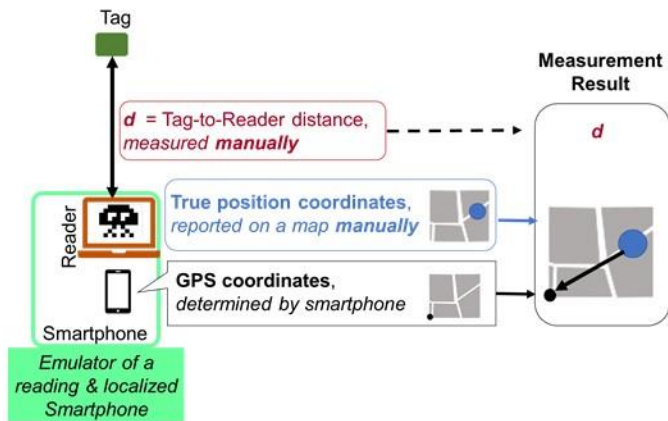 Tag
Measurement
Result
d = Tag-to-Reader distance,
measured manually
d
True position coordinates,
reported on a map manually
Reader
GPS coordinates,
determined by smartphone
Smartphone
Emulator of a
reading & localized
Smartphone